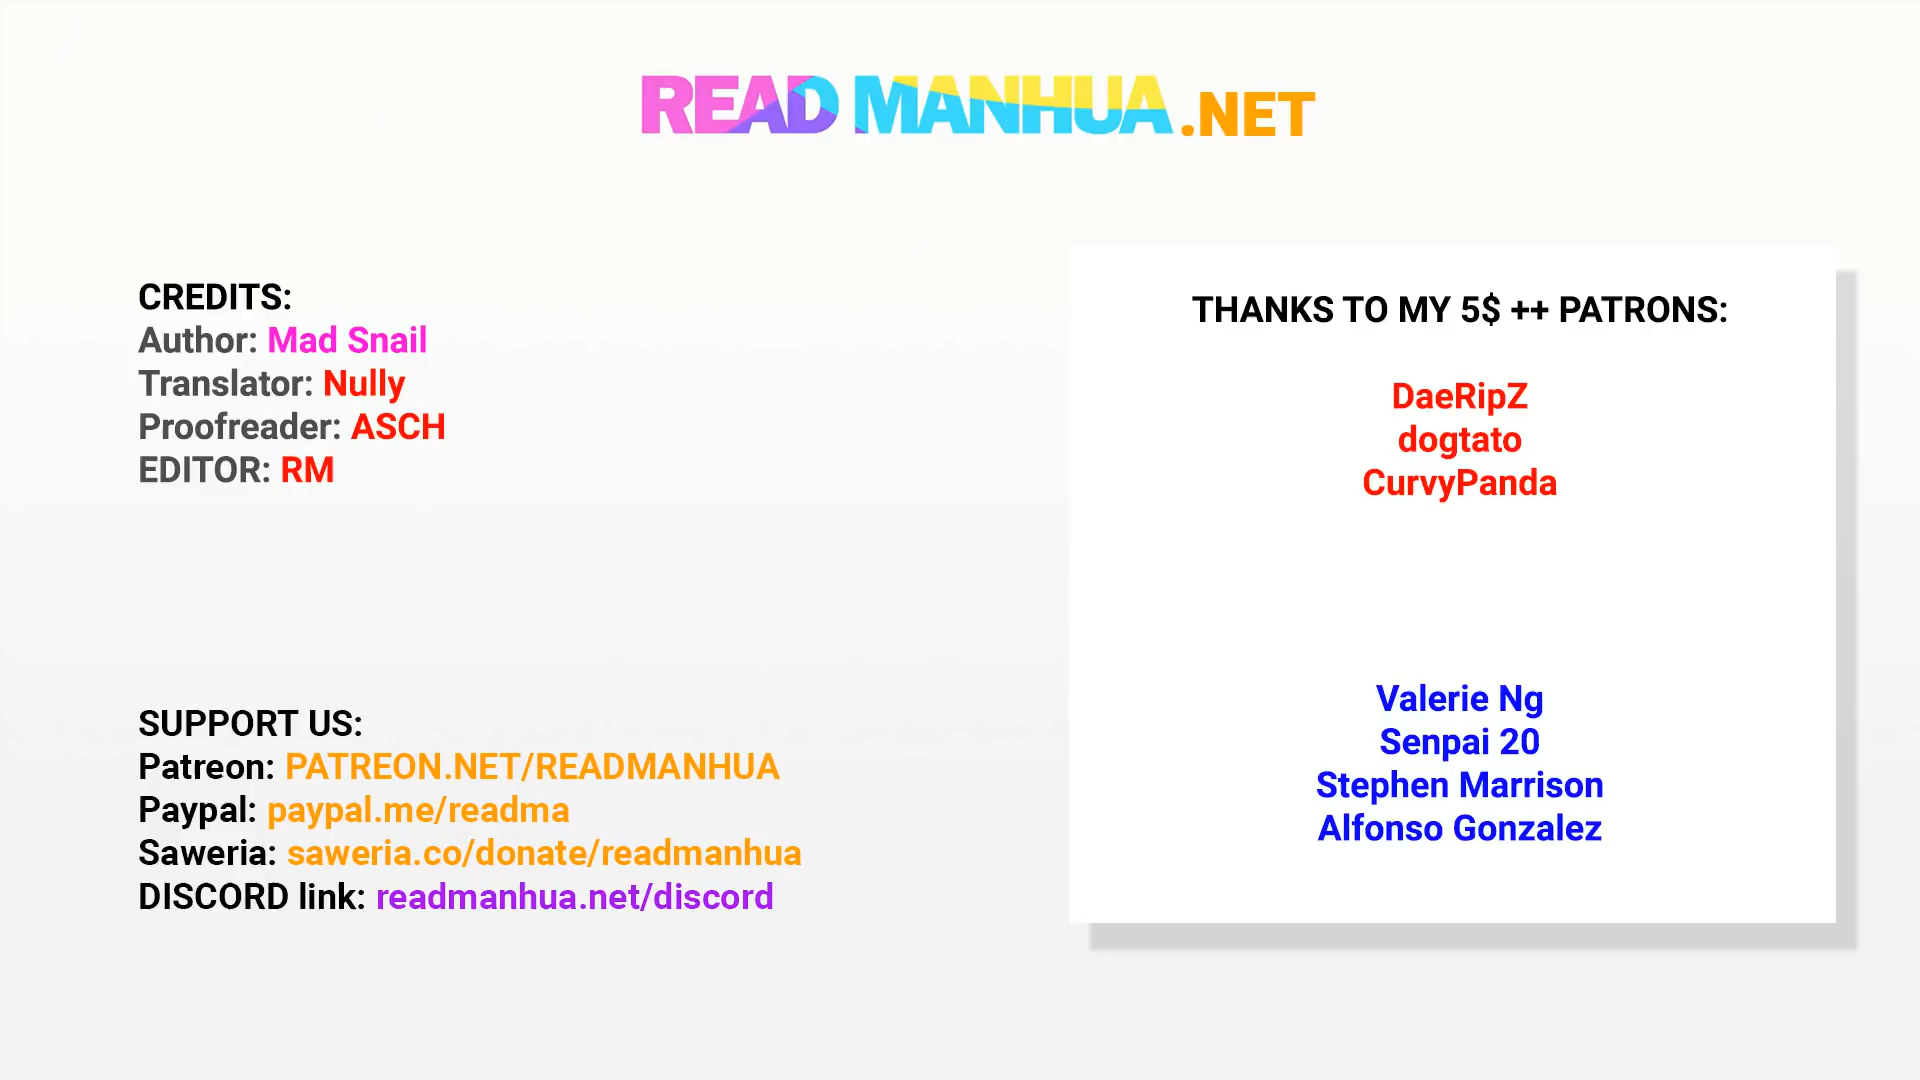 READ MANHUA .NET
CREDITS:
Author: Mad Snail
Translator: Nully
Proofreader: ASCH
EDITOR: RM
SUPPORT US:
Patreon: PATREON.NET/READMANHUA
Paypal: paypal.me/readma
Saweria: saweria.co/donate/readmanhua
DISCORD link: readmanhua.net/discord
THANKS TO MY 5$ ++ PATRONS:
DaeRipZ
dogtato
CurvyPanda
Valerie Ng
Senpai 20
Stephen Marrison
Alfonso Gonzalez